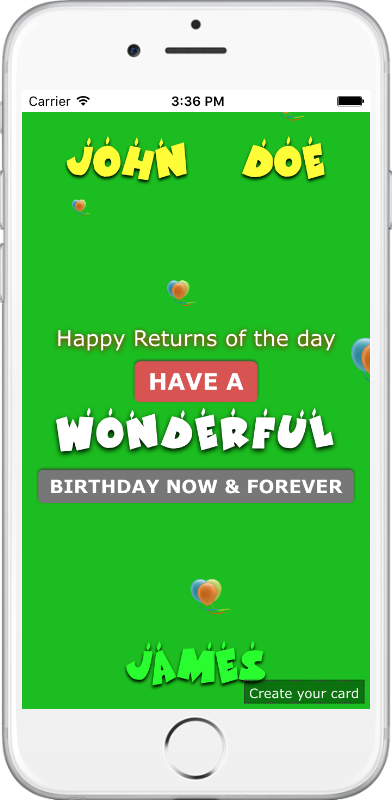 Carrier 3:36 PM
JOHN DOE
Happy Returns of the day
HAVE A
WONDERFUL
BIRTHDAY NOW & FOREVER
JAMES
Create your card